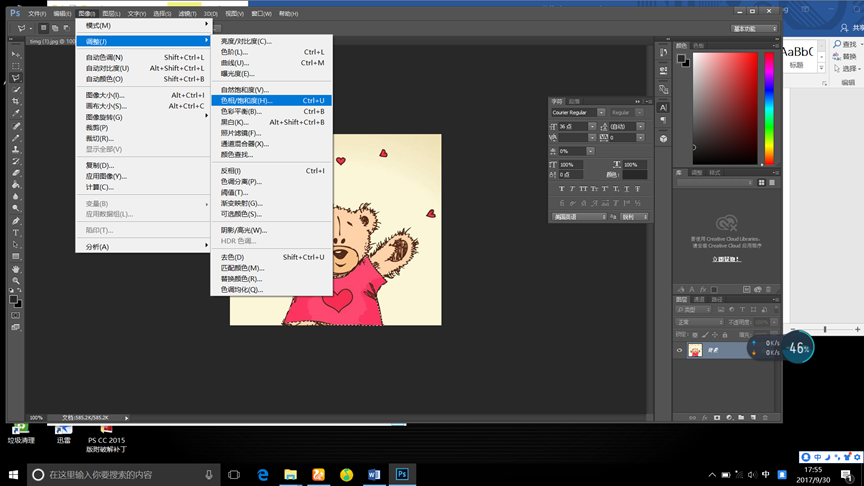 Ps 文件(F) 编辑(E) 图像(I) 图层(L) 文字(Y) 选择(S) 滤镜(T) 3D(D) 视图(V) 窗口(W) 帮助(H)
基本功能
timg (1).jpg @ 100
模式(M)
调整(J)
自动色调(N) Shift+Ctrl+L
自动对比度(U) Alt+Shift+Ctrl+L
自动颜色(O) Shift+Ctrl+B
图像大小(I)... Alt+Ctrl+I
画布大小(S)... Alt+Ctrl+C
图像旋转(G)
裁剪(P)
裁切(R)...
显示全部(V)
复制(D)...
应用图像(Y)...
计算(C)...
变量(B)
应用数据组(L)...
陷印(T)...
分析(A)
亮度/对比度(C)...
色阶(L)... Ctrl+L
曲线(U)... Ctrl+M
曝光度(E)...
自然饱和度(V)...
色相/饱和度(H)... Ctrl+U
色彩平衡(B)... Ctrl+B
黑白(K)... Alt+Shift+Ctrl+B
照片滤镜(F)...
通道混合器(X)...
颜色查找...
反相(I) Ctrl+I
色调分离(P)...
阈值(T)...
渐变映射(G)...
可选颜色(S)...
阴影/高光(W)...
HDR 色调...
去色(D) Shift+Ctrl+U
匹配颜色(M)...
替换颜色(R)...
色调均化(Q)...
字符 段落
Courier Regular Regular
36 点 (自动)
0
0%
100% 100%
0 点 颜色:
美国英语 锐利
颜色 色板
库 调整 样式
要使用 Creative Cloud Libraries,
请安装 Creative Cloud 应用程序
立即获取!
图层 通道 路径
类型
正常 不透明度: 100%
锁定: 填充:
背景
0K/s
0K/s
46%
共享
AaBbC
标题
查找
替换
选择
100% 文档:585.2K/585.2K
垃圾清理 迅雷 PS CC 2015
版附破解补丁
在这里输入你要搜索的内容
中
中
17:55
2017/9/30